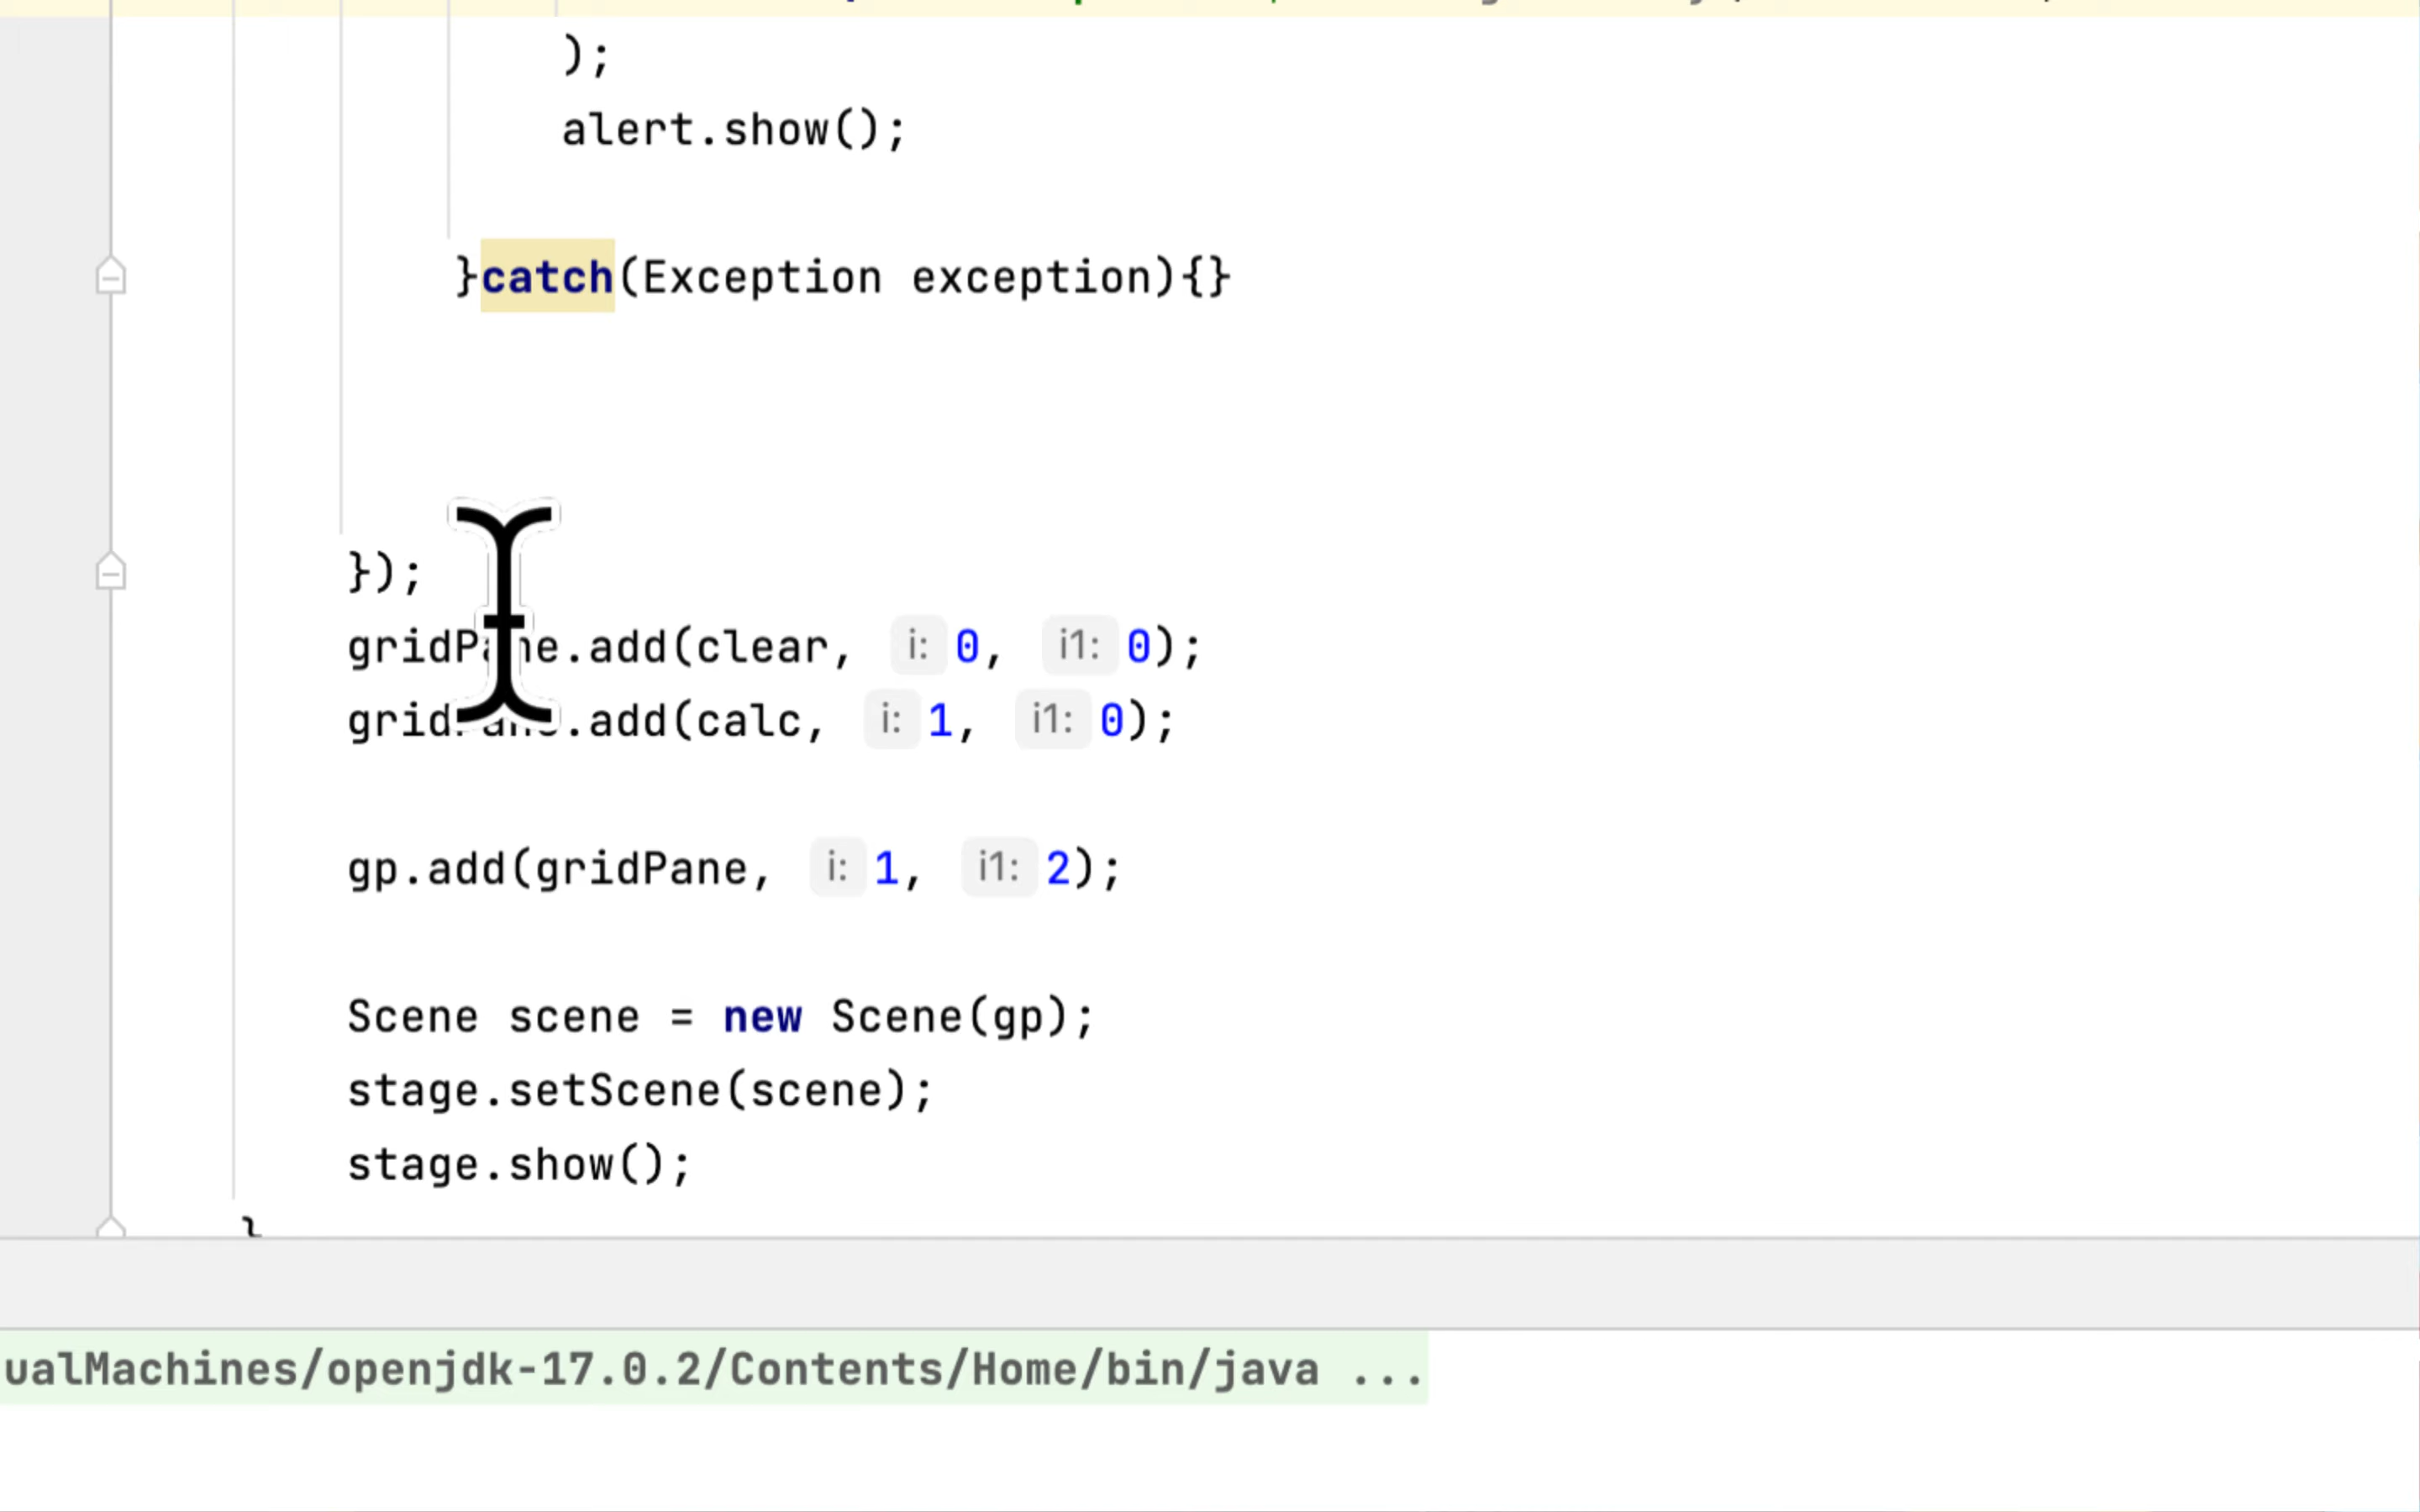 );
alert.show();
}catch(Exception exception){}
});
gridPane.add(clear, i: 0, i1: 0);
gridPane.add(calc, i: 1, i1: 0);
gp.add(gridPane, i: 1, i1: 2);
Scene scene = new Scene(gp);
stage.setScene(scene);
stage.show();
}
ualMachines/openjdk-17.0.2/Contents/Home/bin/java ...